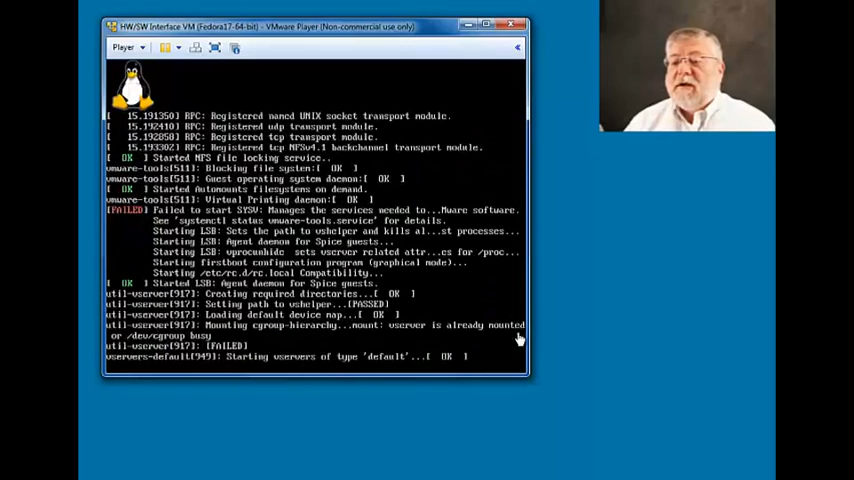 HW/SW Interface VM (Fedora17-64-bit) - VMware Player (Non-commercial use only)
Player
[   15.191350] RPC: Registered named UNIX socket transport module.
[   15.192410] RPC: Registered udp transport module.
[   15.192858] RPC: Registered tcp transport module.
[   15.193302] RPC: Registered tcp NFSv4.1 backchannel transport module.
[  OK  ] Started NFS file locking service..
vmware-tools[511]: Blocking file system:[  OK  ]
vmware-tools[511]: Guest operating system daemon:[  OK  ]
[  OK  ] Started Automounts filesystems on demand.
vmware-tools[511]: Virtual Printing daemon:[  OK  ]
[FAILED] Failed to start SYSV: Manages the services needed to...Mware software.
See 'systemctl status vmware-tools.service' for details.
Starting LSB: Sets the path to vshelper and kills al...st processes...
Starting LSB: Agent daemon for Spice guests...
Starting LSB: vprocunhide  sets vserver related attr...es for /proc...
Starting firstboot configuration program (graphical mode)...
Starting /etc/rc.d/rc.local Compatibility...
[  OK  ] Started LSB: Agent daemon for Spice guests.
util-vserver[917]: Creating required directories...[  OK  ]
util-vserver[917]: Setting path to vshelper...[PASSED]
util-vserver[917]: Loading default device map...[  OK  ]
util-vserver[917]: Mounting cgroup-hierarchy...mount: vserver is already mounted
or /dev/cgroup busy
util-vserver[917]: [FAILED]
vservers-default[949]: Starting vservers of type 'default'...[  OK  ]